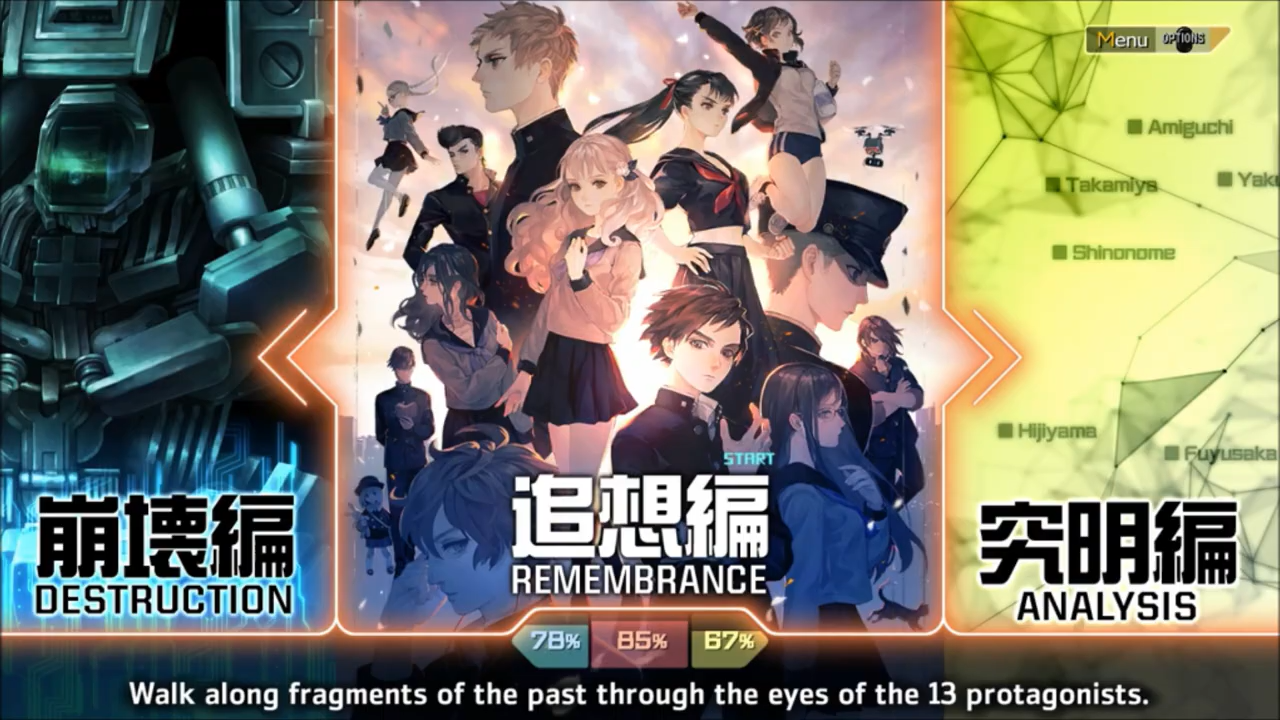 Menu OPTIONS
Amiguchi
Takamiya
Yak
Shinonome
Hijiyama
Fuyusaka
START
崩壊編
DESTRUCTION
追想編
REMEMBRANCE
究明編
ANALYSIS
78% 85% 67%
Walk along fragments of the past through the eyes of the 13 protagonists.